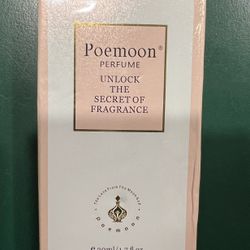 Poemoon®
PERFUME
UNLOCK
THE
SECRET OF
FRAGRANCE
poemoon